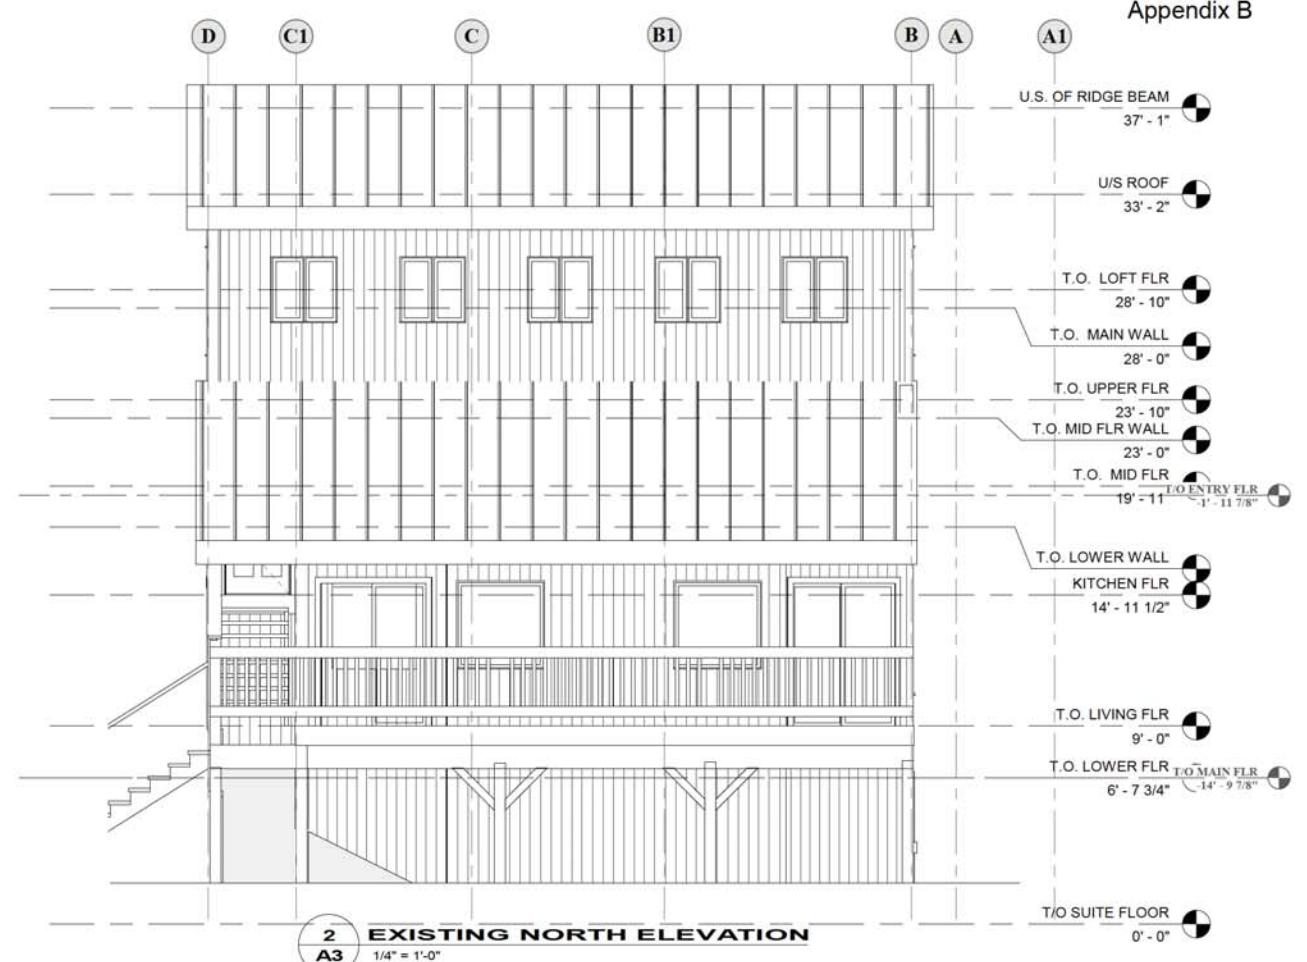 Appendix B
D C1 C B1 B A A1
U.S. OF RIDGE BEAM
37' - 1"
U/S ROOF
33' - 2"
T.O. LOFT FLR
28' - 10"
T.O. MAIN WALL
28' - 0"
T.O. UPPER FLR
23' - 10"
T.O. MID FLR WALL
23' - 0"
T.O. MID FLR
19' - 11
T/O ENTRY FLR
-1' - 11 7/8"
T.O. LOWER WALL
KITCHEN FLR
14' - 11 1/2"
T.O. LIVING FLR
9' - 0"
T.O. LOWER FLR
6' - 7 3/4"
T/O MAIN FLR
-14' - 9 7/8"
T/O SUITE FLOOR
0' - 0"
2 EXISTING NORTH ELEVATION
A3 1/4" = 1'-0"